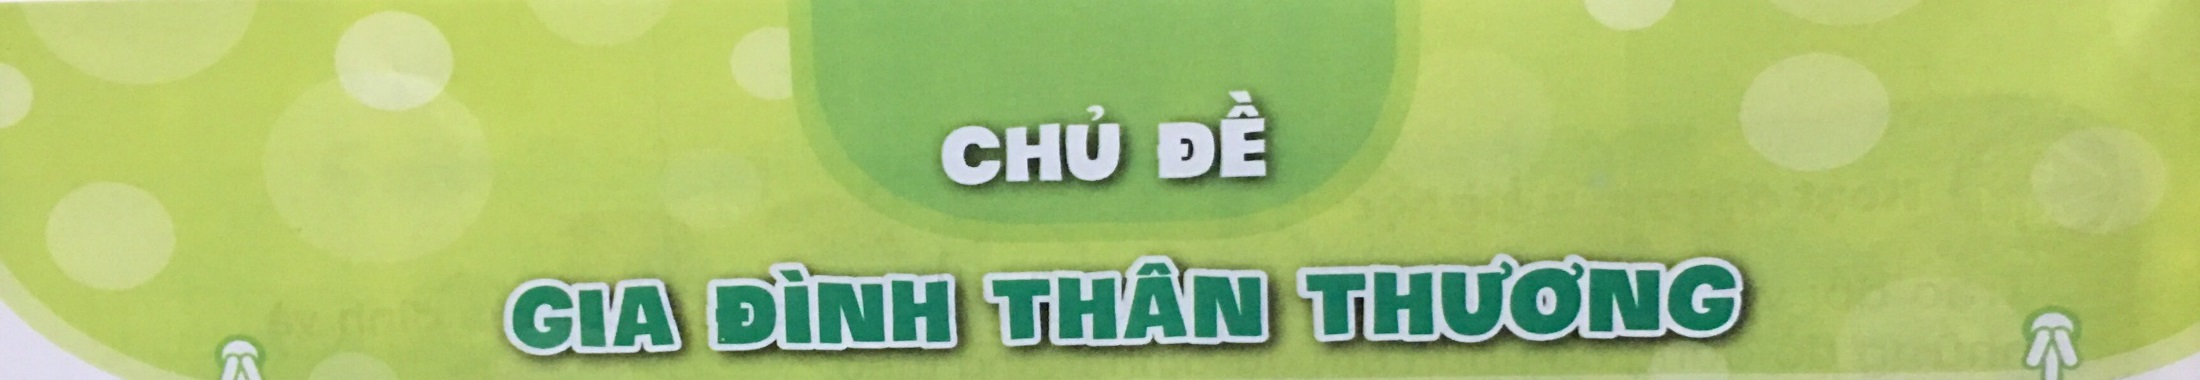 CHỦ ĐỀ
GIA ĐÌNH THÂN THƯƠNG